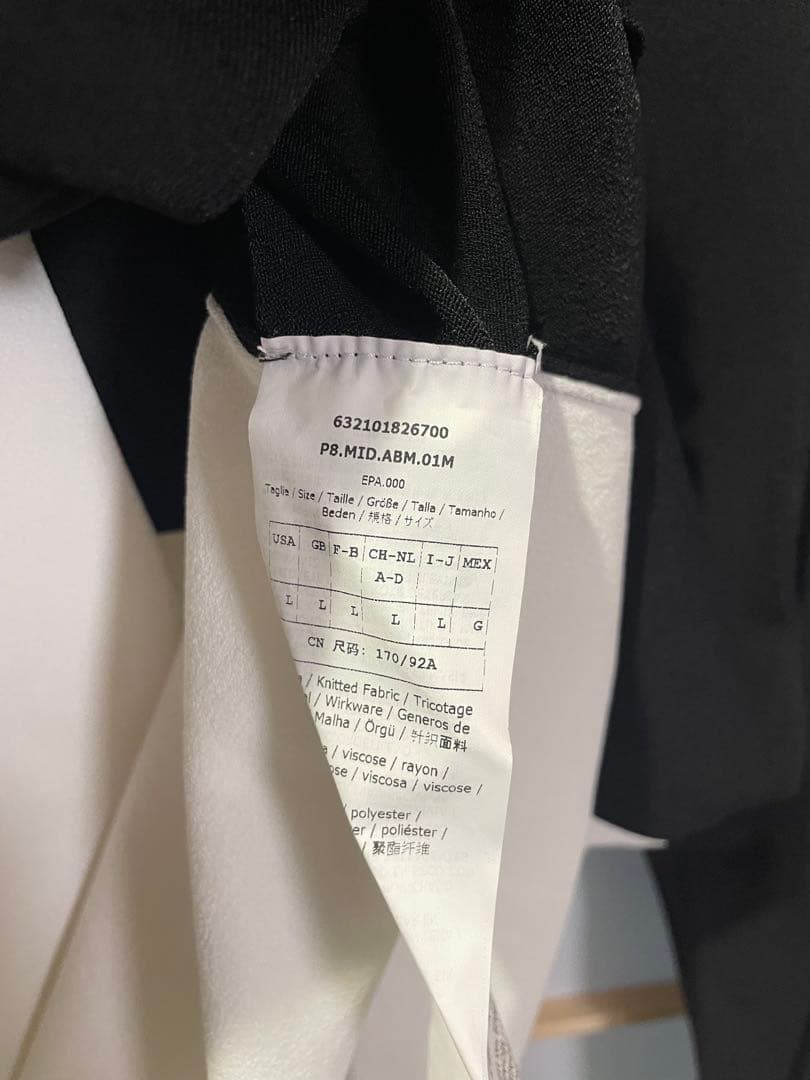 632101826700
P8.MID.ABM.01M
EPA.000
Taglia / Size / Taille / Größe / Talla / Tamanho /
Beden / 規格 / サイズ
USA GB F-B CH-NL I-J MEX
A-D
L L L L L G
CN 尺码: 170/92A
/ Knitted Fabric / Tricotage
/ Wirkware / Generos de
Malha / Örgü / 针织面料
/ viscose / rayon /
/ viscosa / viscose /
/ polyester /
/ poliéster /
/ 聚酯纤维